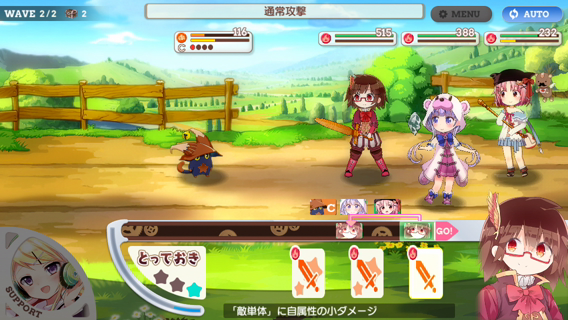 WAVE 2/2 2
通常攻撃
MENU
AUTO
116
C
515
388
232
C
GO!
とっておき
SUPPORT
「敵単体」に自属性の小ダメージ